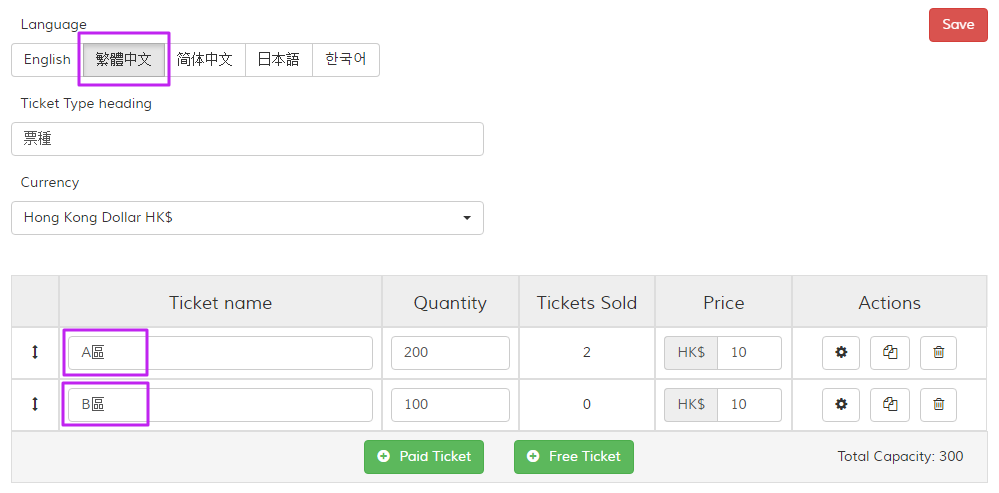 Language
Save
English 繁體中文 简体中文 日本語 한국어
Ticket Type heading
票種
Currency
Hong Kong Dollar HK$
Ticket name Quantity Tickets Sold Price Actions
A區 200 2 HK$ 10
B區 100 0 HK$ 10
Paid Ticket Free Ticket Total Capacity: 300